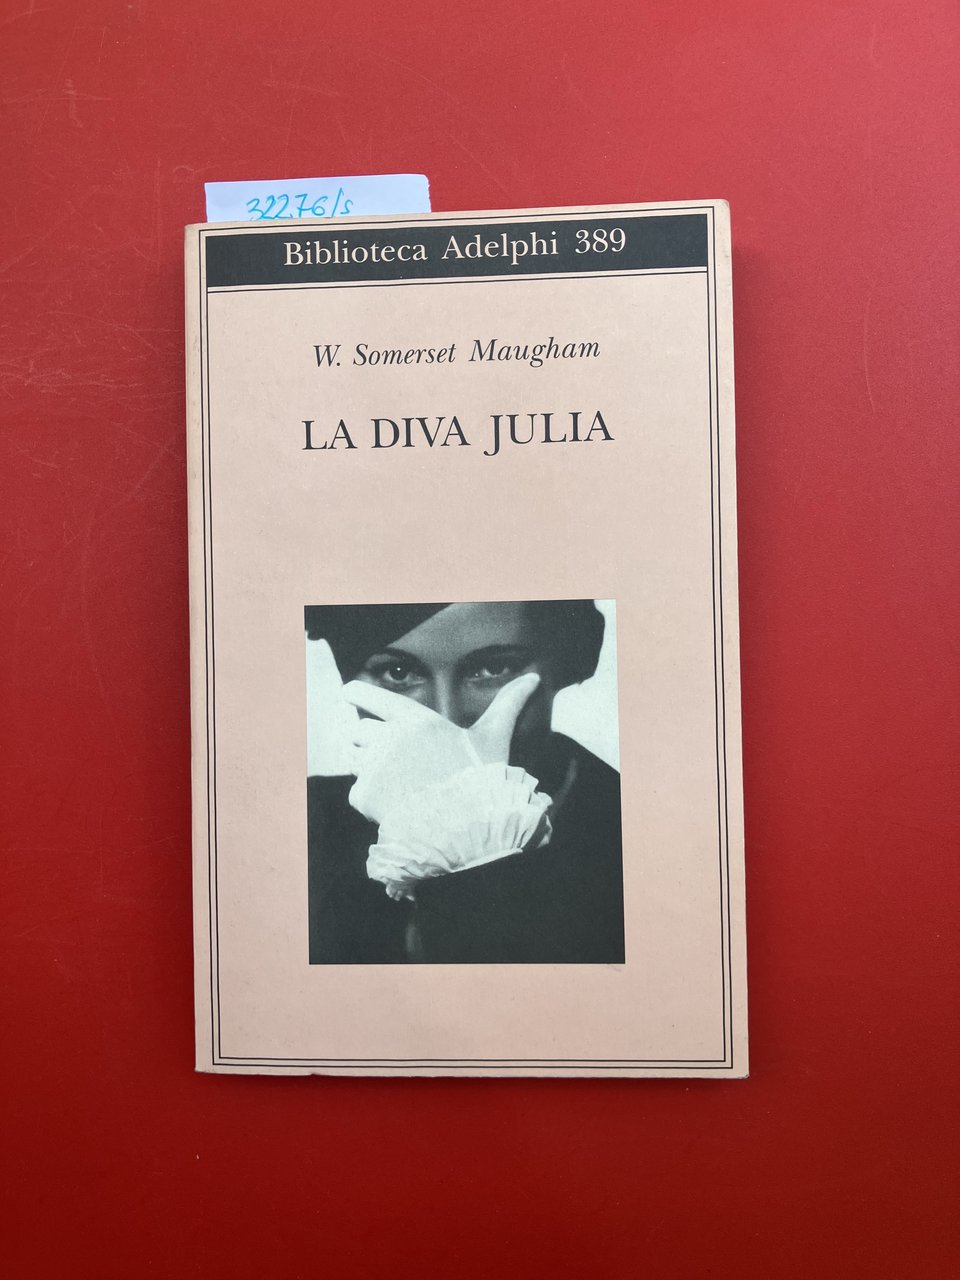 32276/s
Biblioteca Adelphi 389
W. Somerset Maugham
LA DIVA JULIA